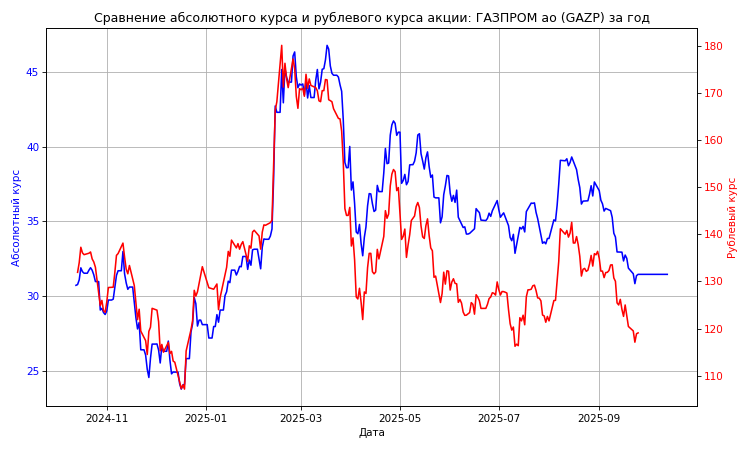 Сравнение абсолютного курса и рублевого курса акции: ГАЗПРОМ ао (GAZP) за год
Абсолютный курс
45
40
35
30
25
180
170
160
150
140
130
120
110
Рублевый курс
2024-11 2025-01 2025-03 2025-05 2025-07 2025-09
Дата